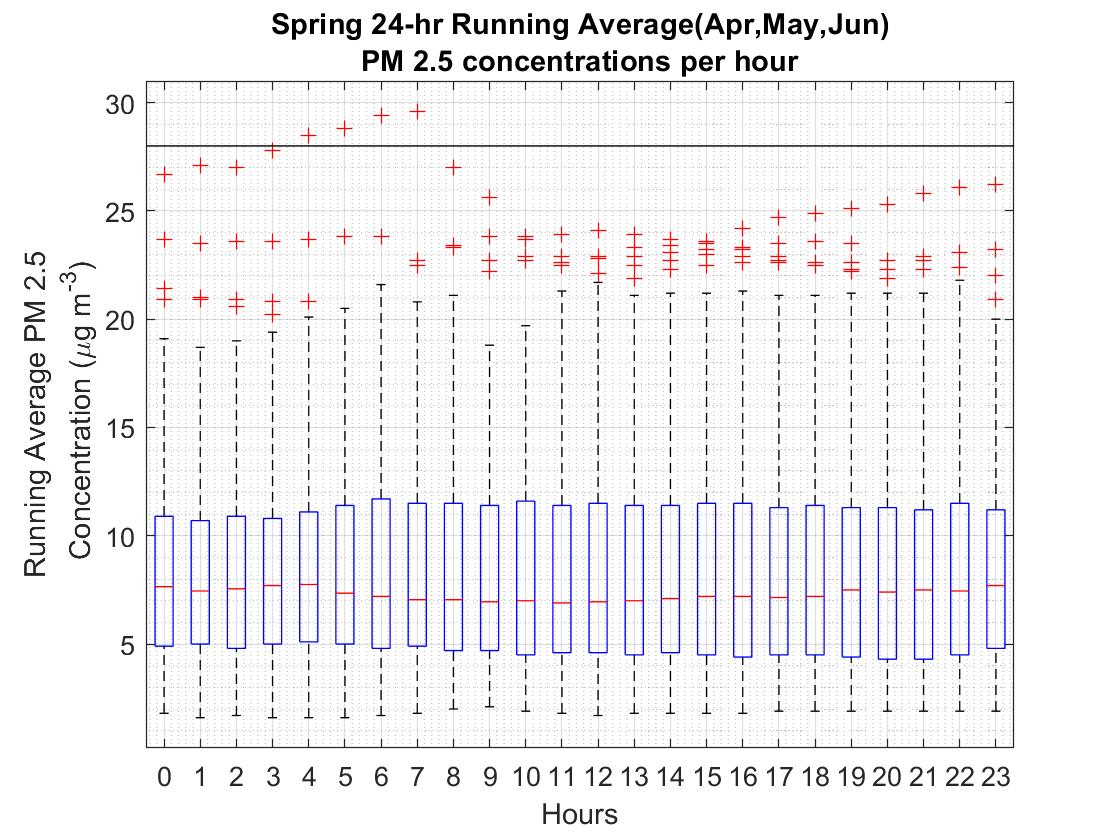 Spring 24-hr Running Average(Apr,May,Jun)
PM 2.5 concentrations per hour
Running Average PM 2.5
Concentration (μg m-3)
30
25
20
15
10
5
0 1 2 3 4 5 6 7 8 9 10 11 12 13 14 15 16 17 18 19 20 21 22 23
Hours